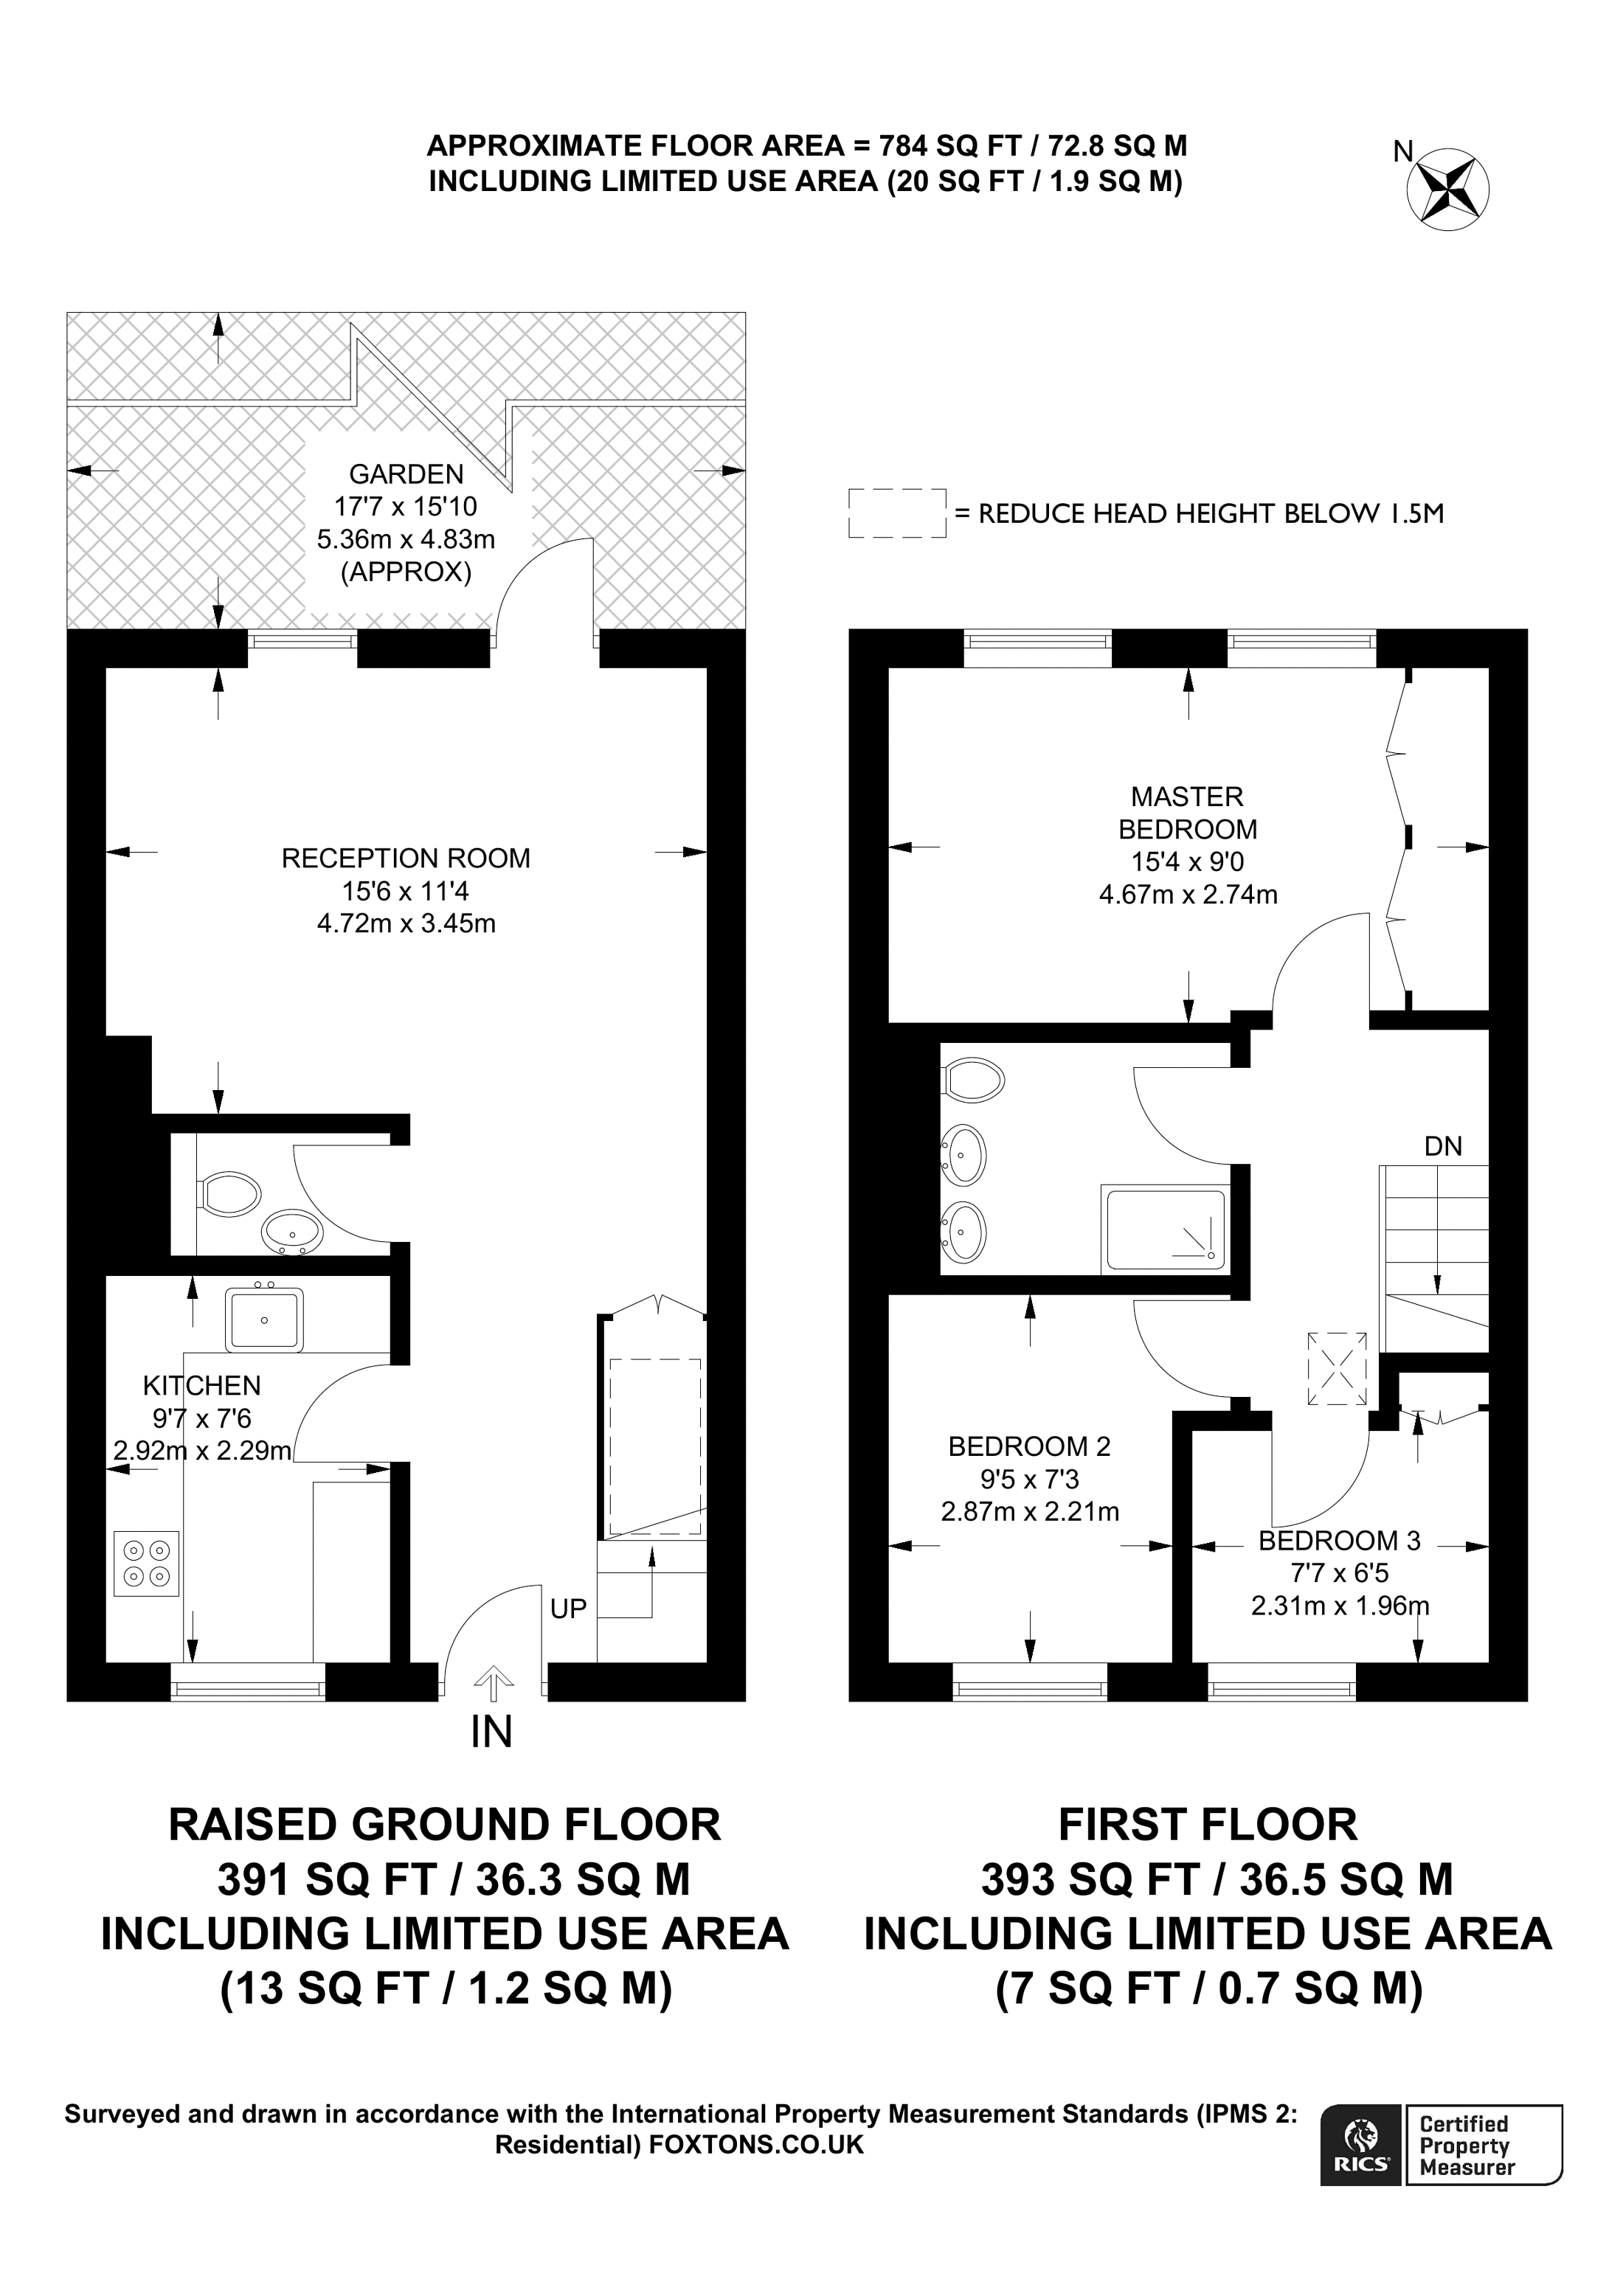 APPROXIMATE FLOOR AREA = 784 SQ FT / 72.8 SQ M
INCLUDING LIMITED USE AREA (20 SQ FT / 1.9 SQ M)
N
GARDEN
17'7 x 15'10
5.36m x 4.83m
(APPROX)
= REDUCE HEAD HEIGHT BELOW 1.5M
RECEPTION ROOM
15'6 x 11'4
4.72m x 3.45m
MASTER
BEDROOM
15'4 x 9'0
4.67m x 2.74m
DN
KITCHEN
9'7 x 7'6
2.92m x 2.29m
UP
IN
BEDROOM 2
9'5 x 7'3
2.87m x 2.21m
BEDROOM 3
7'7 x 6'5
2.31m x 1.96m
RAISED GROUND FLOOR
391 SQ FT / 36.3 SQ M
INCLUDING LIMITED USE AREA
(13 SQ FT / 1.2 SQ M)
FIRST FLOOR
393 SQ FT / 36.5 SQ M
INCLUDING LIMITED USE AREA
(7 SQ FT / 0.7 SQ M)
Surveyed and drawn in accordance with the International Property Measurement Standards (IPMS 2:
Residential) FOXTONS.CO.UK
RICS
Certified
Property
Measurer